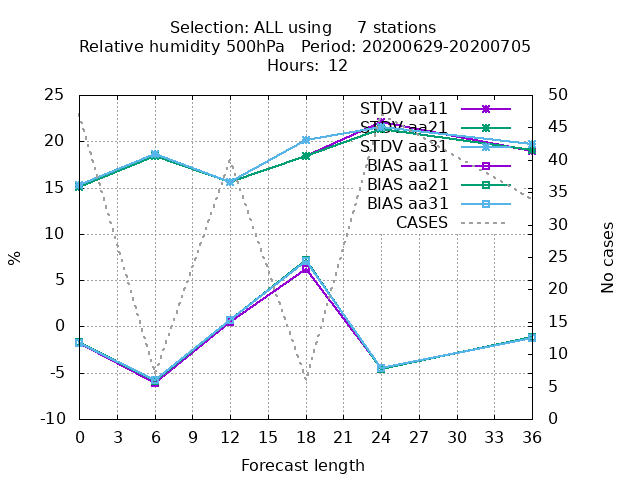 Selection: ALL using     7 stations
Relative humidity 500hPa   Period: 20200629-20200705
Hours: 12
25
20
15
10
5
0
-5
-10
%
50
45
40
35
30
25
20
15
10
5
0
No cases
STDV aa11
STDV aa21
STDV aa31
BIAS aa11
BIAS aa21
BIAS aa31
CASES
0 3 6 9 12 15 18 21 24 27 30 33 36
Forecast length